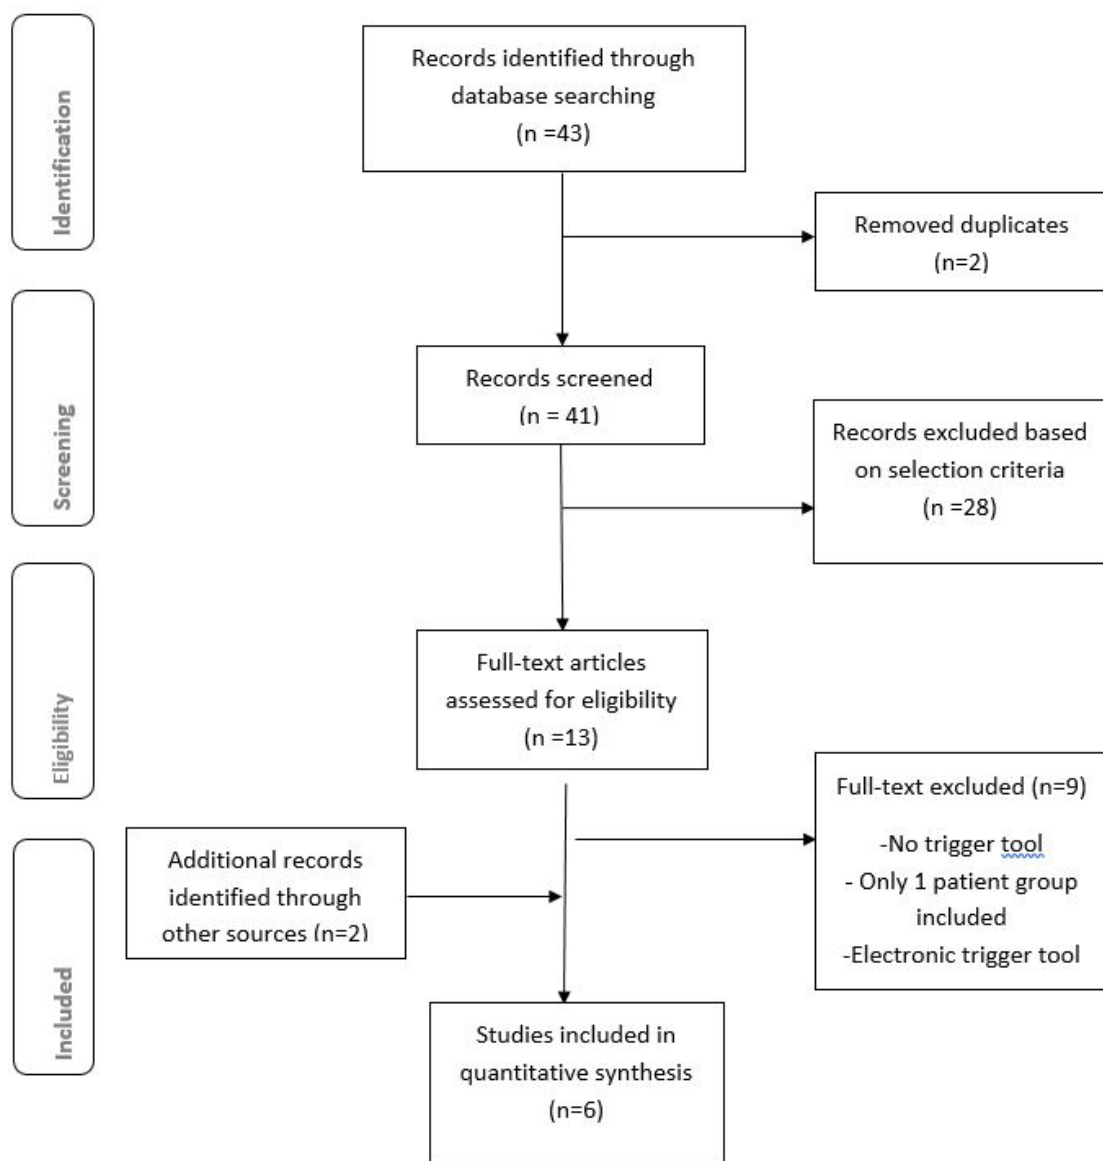 Identification
Records identified through
database searching
(n =43)
Removed duplicates
(n=2)
Screening
Records screened
(n = 41)
Records excluded based
on selection criteria
(n =28)
Eligibility
Full-text articles
assessed for eligibility
(n =13)
Full-text excluded (n=9)
-No trigger tool
- Only 1 patient group
included
-Electronic trigger tool
Additional records
identified through
other sources (n=2)
Included
Studies included in
quantitative synthesis
(n=6)